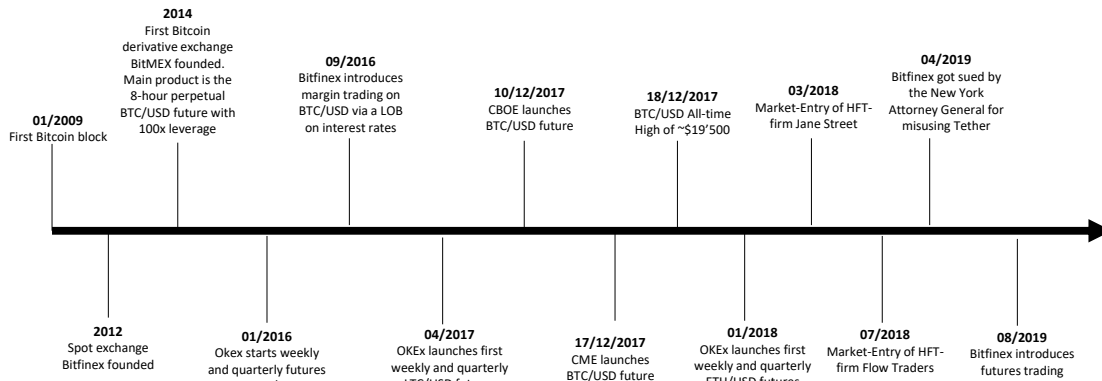 2014
First Bitcoin
derivative exchange
BitMEX founded.
Main product is the
8-hour perpetual
BTC/USD future with
100x leverage
01/2009
First Bitcoin block
09/2016
Bitfinex introduces
margin trading on
BTC/USD via a LOB
on interest rates
10/12/2017
CBOE launches
BTC/USD future
18/12/2017
BTC/USD All-time
High of ~$19'500
03/2018
Market-Entry of HFT-
firm Jane Street
04/2019
Bitfinex got sued by
the New York
Attorney General for
misusing Tether
2012
Spot exchange
Bitfinex founded
01/2016
Okex starts weekly
and quarterly futures
04/2017
OKEx launches first
weekly and quarterly
LTC/USD
17/12/2017
CME launches
BTC/USD future
01/2018
OKEx launches first
weekly and quarterly
ETH/USD futures
07/2018
Market-Entry of HFT-
firm Flow Traders
08/2019
Bitfinex introduces
futures trading